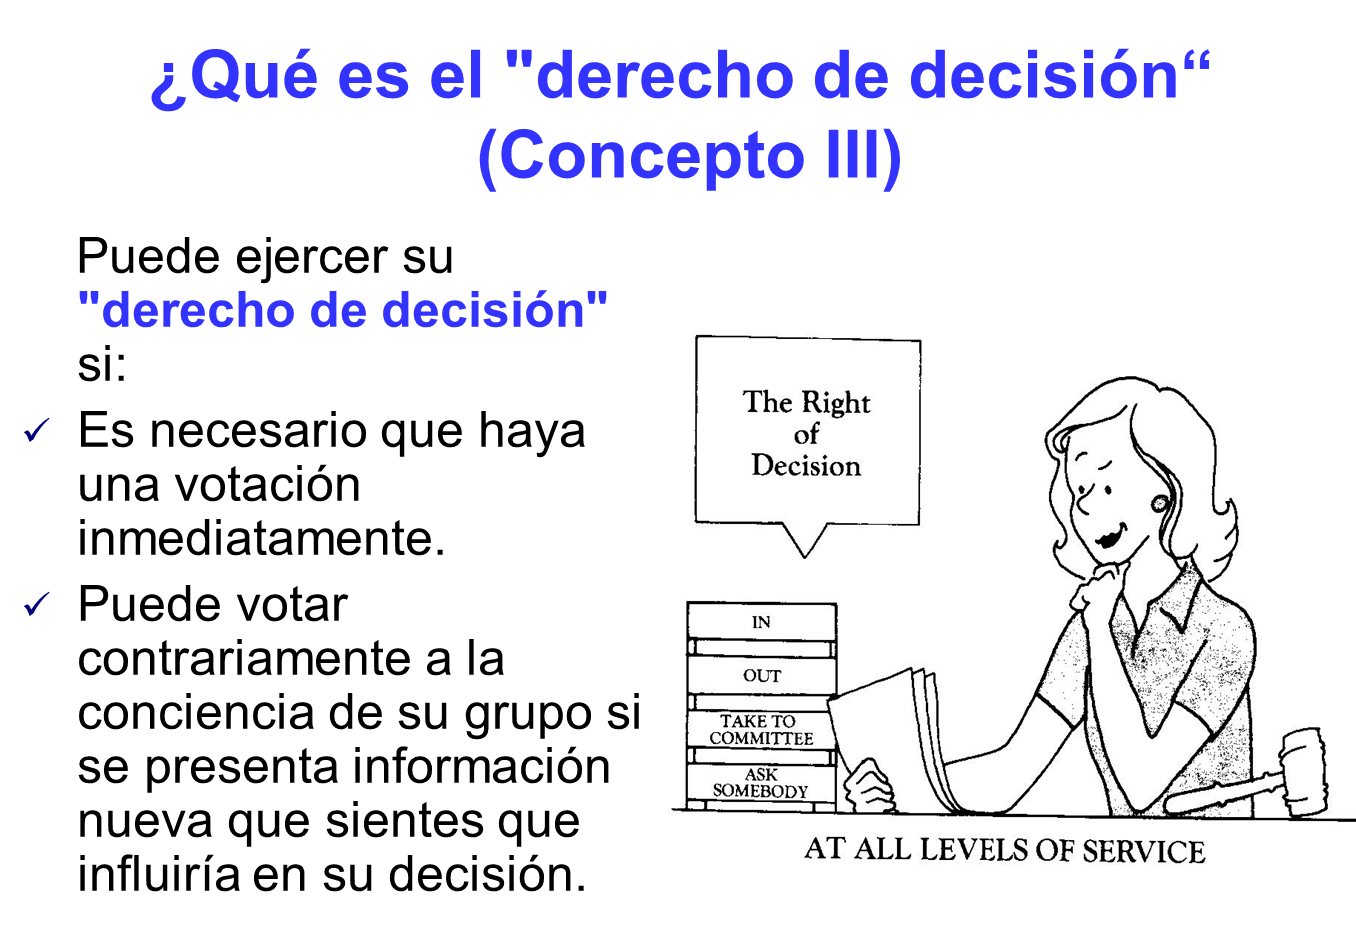 ¿Qué es el "derecho de decisión“
(Concepto III)
Puede ejercer su
"derecho de decisión"
si:
✓ Es necesario que haya
una votación
inmediatamente.
✓ Puede votar
contrariamente a la
conciencia de su grupo si
se presenta información
nueva que sientes que
influiría en su decisión.
The Right
of
Decision
IN
OUT
TAKE TO
COMMITTEE
ASK
SOMEBODY
AT ALL LEVELS OF SERVICE